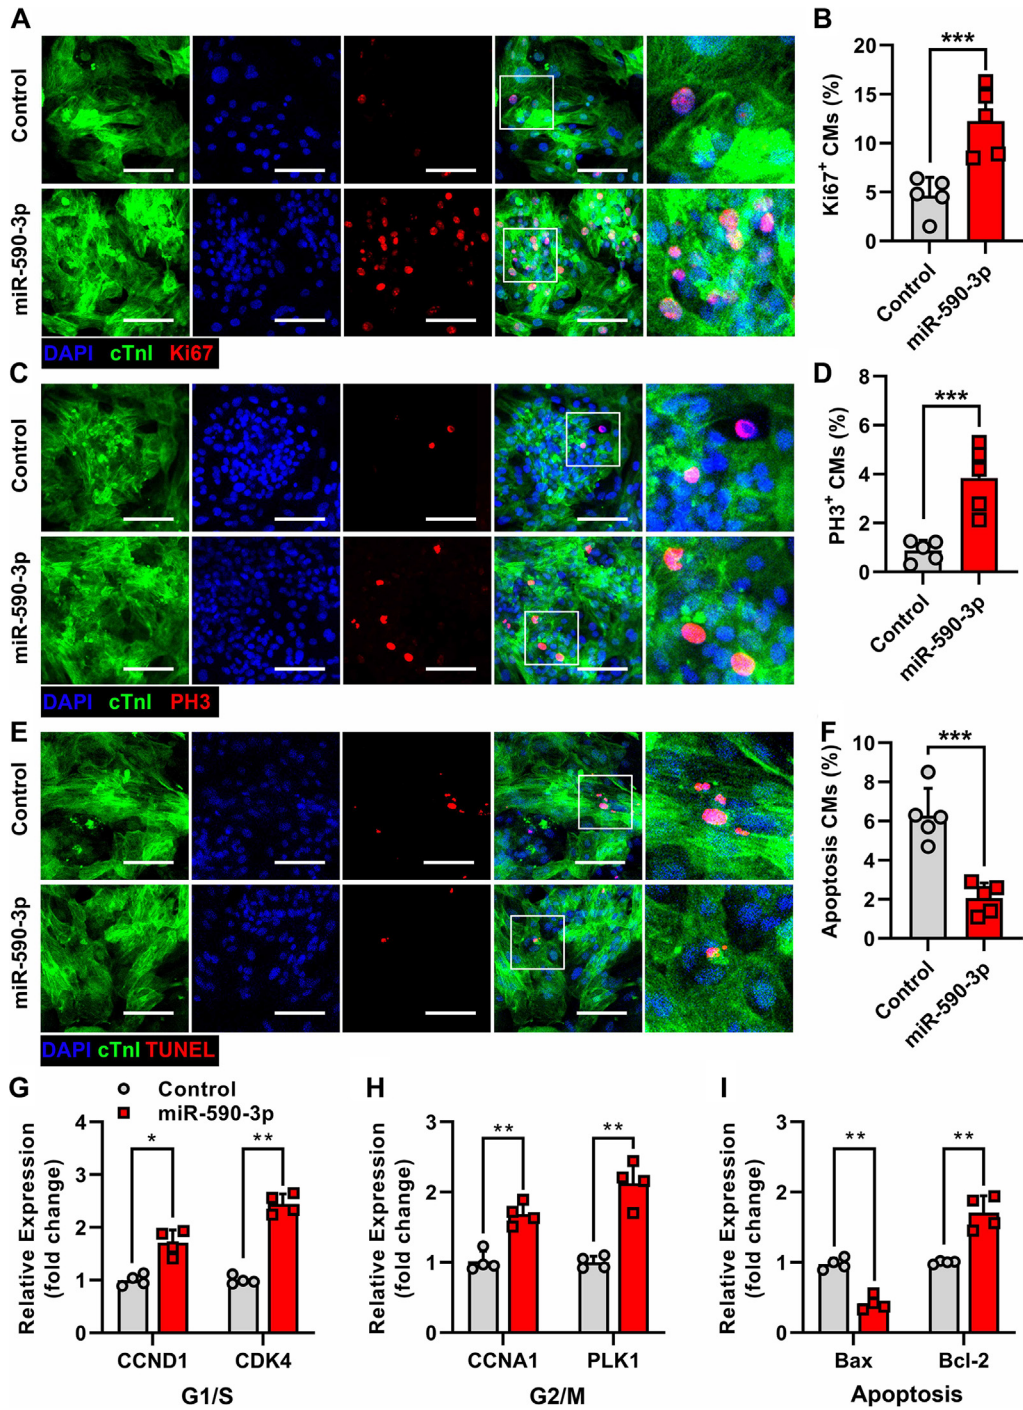 A
Control
miR-590-3p
DAPI cTnI Ki67
B
Ki67+ CMs (%)
20
15
10
5
0
***
Control
miR-590-3p
C
Control
miR-590-3p
DAPI cTnI PH3
D
PH3+ CMs (%)
8
6
4
2
0
***
Control
miR-590-3p
E
Control
miR-590-3p
DAPI cTnI TUNEL
F
Apoptosis CMs (%)
10
8
6
4
2
0
***
Control
miR-590-3p
G
Control
miR-590-3p
Relative Expression
(fold change)
4
3
2
1
0
*
**
CCND1 CDK4
G1/S
H
Relative Expression
(fold change)
3
2
1
0
**
**
CCNA1 PLK1
G2/M
I
Relative Expression
(fold change)
3
2
1
0
**
**
Bax Bcl-2
Apoptosis